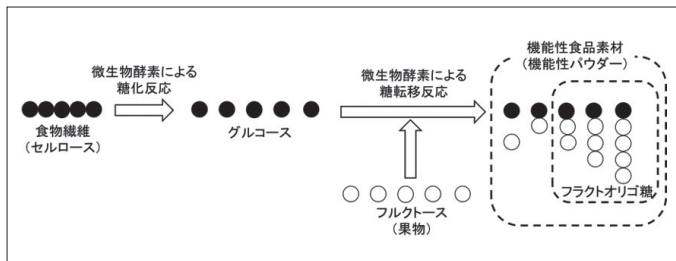 微生物酵素による
糖化反応
食物繊維
(セルロース)
グルコース
微生物酵素による
糖転移反応
フルクトース
(果物)
機能性食品素材
(機能性パウダー)
フラクトオリゴ糖